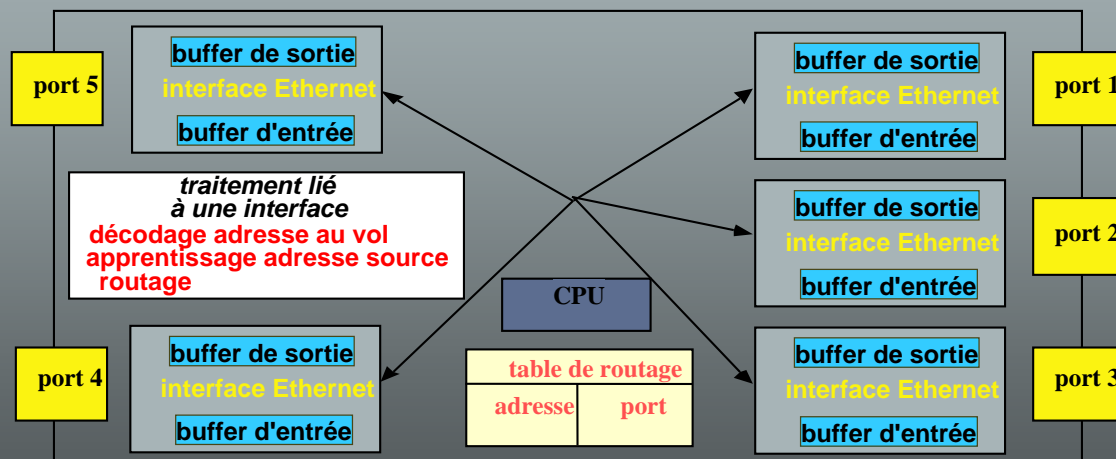 port 5
buffer de sortie
interface Ethernet
buffer d'entrée
buffer de sortie
interface Ethernet
buffer d'entrée
port 1
traitement lié
à une interface
décodage adresse au vol
apprentissage adresse source
routage
buffer de sortie
interface Ethernet
buffer d'entrée
port 2
CPU
port 4
buffer de sortie
interface Ethernet
buffer d'entrée
table de routage
adresse
port
buffer de sortie
interface Ethernet
buffer d'entrée
port 3